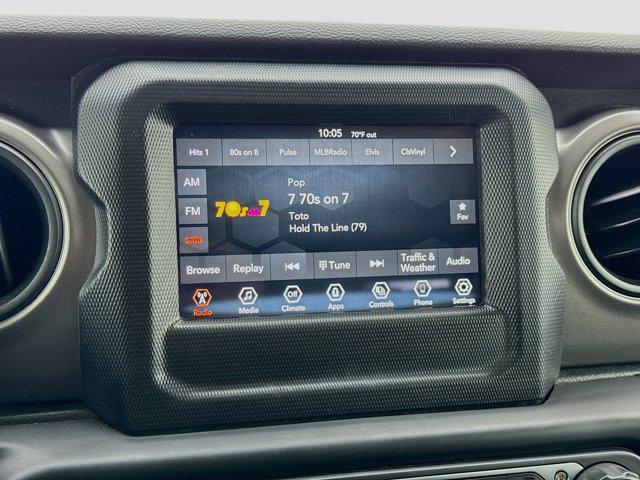 10:05 70°F out
Hits 1 80s on 8 Pulse MLBRadio Elvis ClsVinyl
AM
Pop
7 70s on 7
70s on 7
FM
Fav
Toto
Hold The Line (79)
SXM
Browse Replay Tune Traffic & Weather Audio
Radio Media Climate Apps Controls Phone Settings
Off